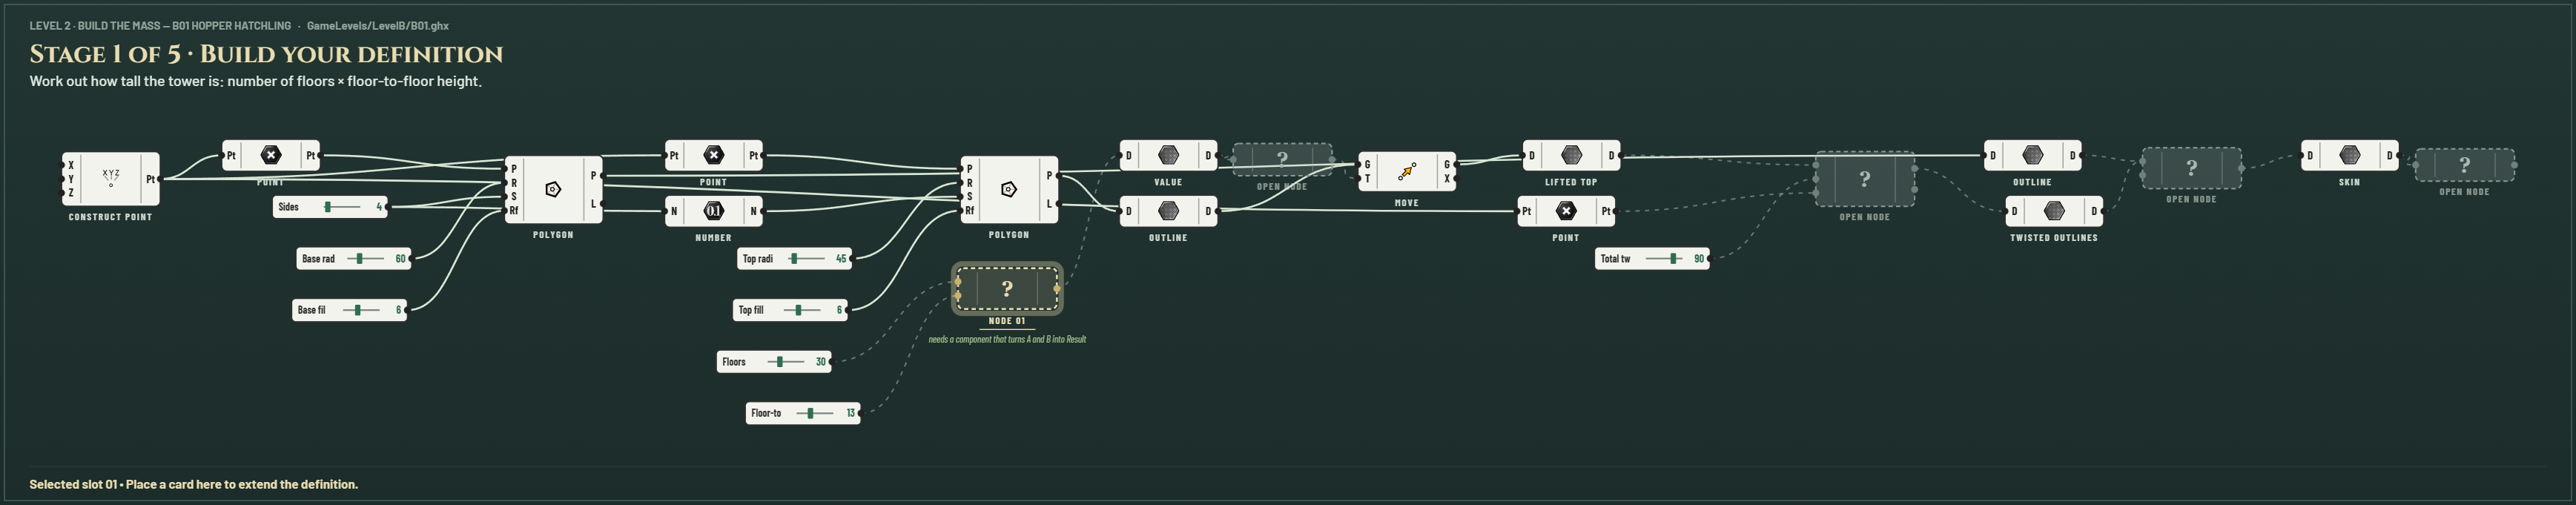 LEVEL 2 · BUILD THE MASS — B01 HOPPER HATCHLING · GameLevels/LevelB/B01.ghx
STAGE 1 OF 5 · BUILD YOUR DEFINITION
Work out how tall the tower is: number of floors × floor-to-floor height.
X
Y
Z
XYZ
Pt
CONSTRUCT POINT
Pt
Pt
POINT
Sides 4
Base rad 60
Base fil 6
P
R
S
Rf
P
L
POLYGON
Pt
Pt
POINT
N
0.1
N
NUMBER
Top radi 45
Top fill 6
Floors 30
Floor-to 13
P
R
S
Rf
P
L
POLYGON
?
NODE 01
needs a component that turns A and B into Result
D
D
VALUE
D
D
OUTLINE
?
OPEN NODE
G
T
G
X
MOVE
D
D
LIFTED TOP
Pt
Pt
POINT
Total tw 90
?
OPEN NODE
D
D
OUTLINE
D
D
TWISTED OUTLINES
?
OPEN NODE
D
D
SKIN
?
OPEN NODE
Selected slot 01 • Place a card here to extend the definition.